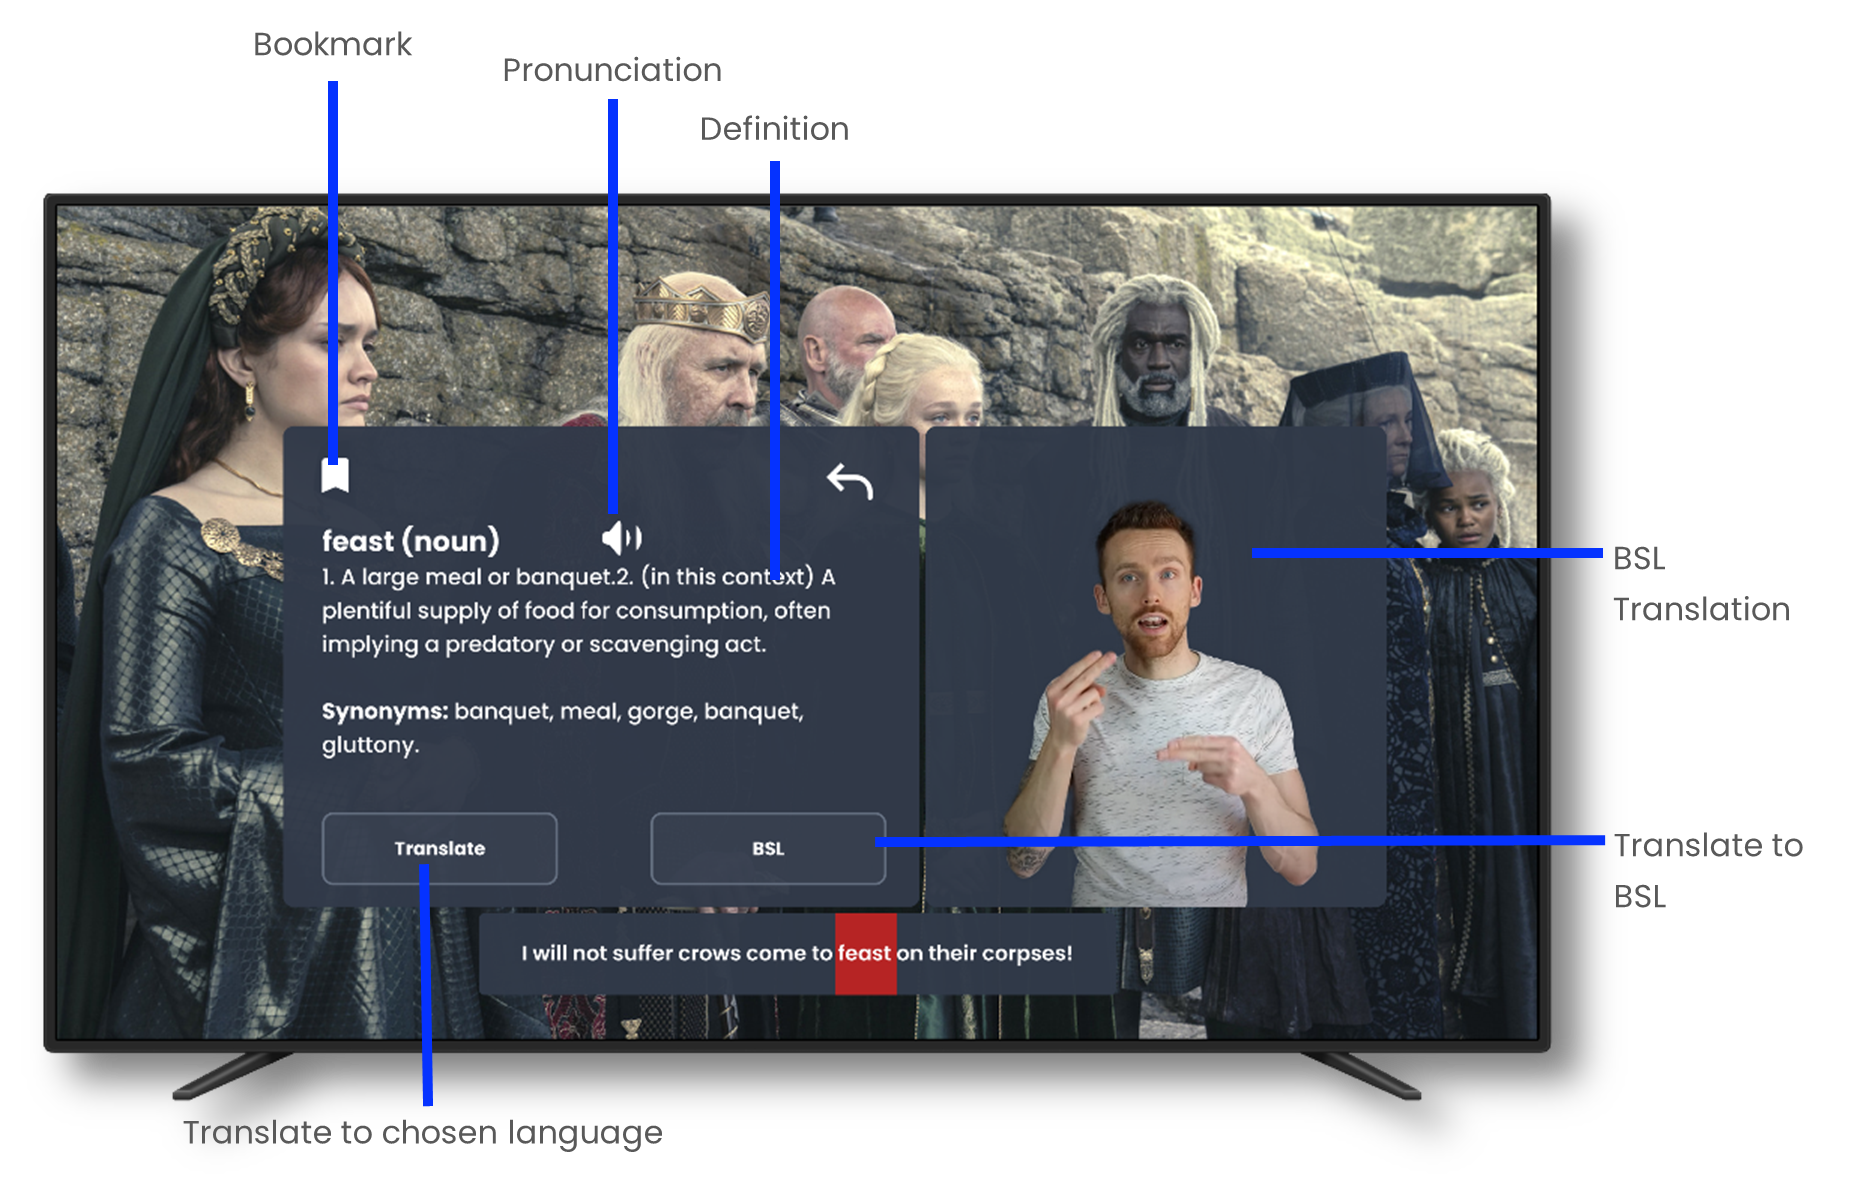 Bookmark
Pronunciation
Definition
feast (noun)
1. A large meal or banquet.2. (in this context) A
plentiful supply of food for consumption, often
implying a predatory or scavenging act.
Synonyms: banquet, meal, gorge, banquet,
gluttony.
Translate
BSL
I will not suffer crows come to feast on their corpses!
BSL
Translation
Translate to
BSL
Translate to chosen language